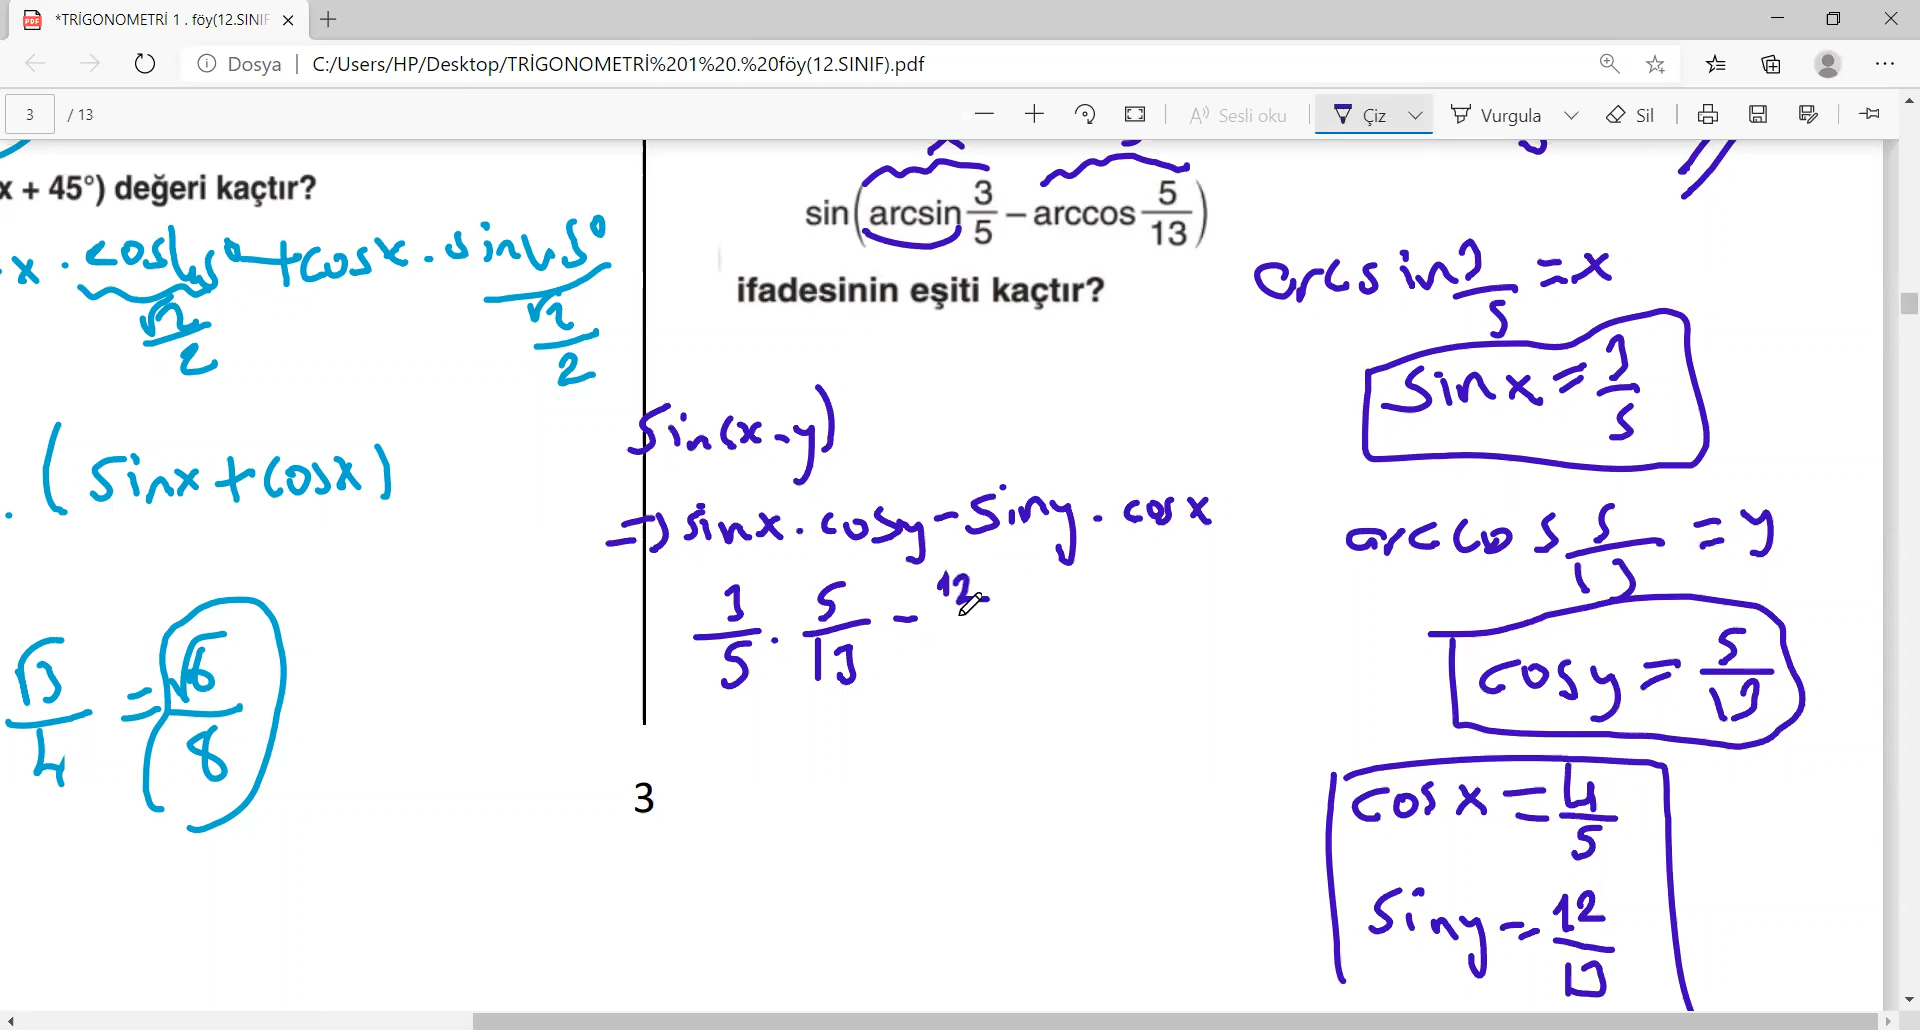 *TRİGONOMETRİ 1 . föy(12.SINIF
Dosya | C:/Users/HP/Desktop/TRİGONOMETRİ%201%20.%20föy(12.SINIF).pdf
3 / 13
Sesli oku
Çiz
Vurgula
Sil
x + 45°) değeri kaçtır?
x . cos45° + cosx . sin45°
√2/2 √2/2
. (sinx + cosx)
√3/4 = √6/8
sin(arcsin 3/5 – arccos 5/13)
ifadesinin eşiti kaçtır?
sin(x-y)
=> sinx . cosy - siny . cosx
3/5 . 5/13 - 12
arcsin 3/5 = x
sinx = 3/5
arccos 5/13 = y
cosy = 5/13
cosx = 4/5
siny = 12/13
3